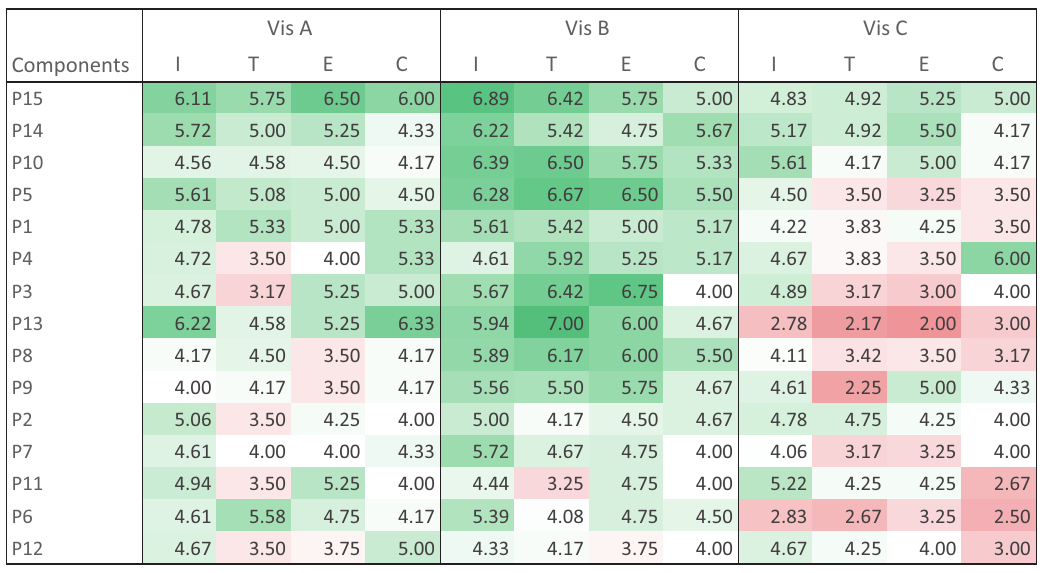 Vis A Vis B Vis C
Components I T E C I T E C I T E C
P15 6.11 5.75 6.50 6.00 6.89 6.42 5.75 5.00 4.83 4.92 5.25 5.00
P14 5.72 5.00 5.25 4.33 6.22 5.42 4.75 5.67 5.17 4.92 5.50 4.17
P10 4.56 4.58 4.50 4.17 6.39 6.50 5.75 5.33 5.61 4.17 5.00 4.17
P5 5.61 5.08 5.00 4.50 6.28 6.67 6.50 5.50 4.50 3.50 3.25 3.50
P1 4.78 5.33 5.00 5.33 5.61 5.42 5.00 5.17 4.22 3.83 4.25 3.50
P4 4.72 3.50 4.00 5.33 4.61 5.92 5.25 5.17 4.67 3.83 3.50 6.00
P3 4.67 3.17 5.25 5.00 5.67 6.42 6.75 4.00 4.89 3.17 3.00 4.00
P13 6.22 4.58 5.25 6.33 5.94 7.00 6.00 4.67 2.78 2.17 2.00 3.00
P8 4.17 4.50 3.50 4.17 5.89 6.17 6.00 5.50 4.11 3.42 3.50 3.17
P9 4.00 4.17 3.50 4.17 5.56 5.50 5.75 4.67 4.61 2.25 5.00 4.33
P2 5.06 3.50 4.25 4.00 5.00 4.17 4.50 4.67 4.78 4.75 4.25 4.00
P7 4.61 4.00 4.00 4.33 5.72 4.67 4.75 4.00 4.06 3.17 3.25 4.00
P11 4.94 3.50 5.25 4.00 4.44 3.25 4.75 4.00 5.22 4.25 4.25 2.67
P6 4.61 5.58 4.75 4.17 5.39 4.08 4.75 4.50 2.83 2.67 3.25 2.50
P12 4.67 3.50 3.75 5.00 4.33 4.17 3.75 4.00 4.67 4.25 4.00 3.00